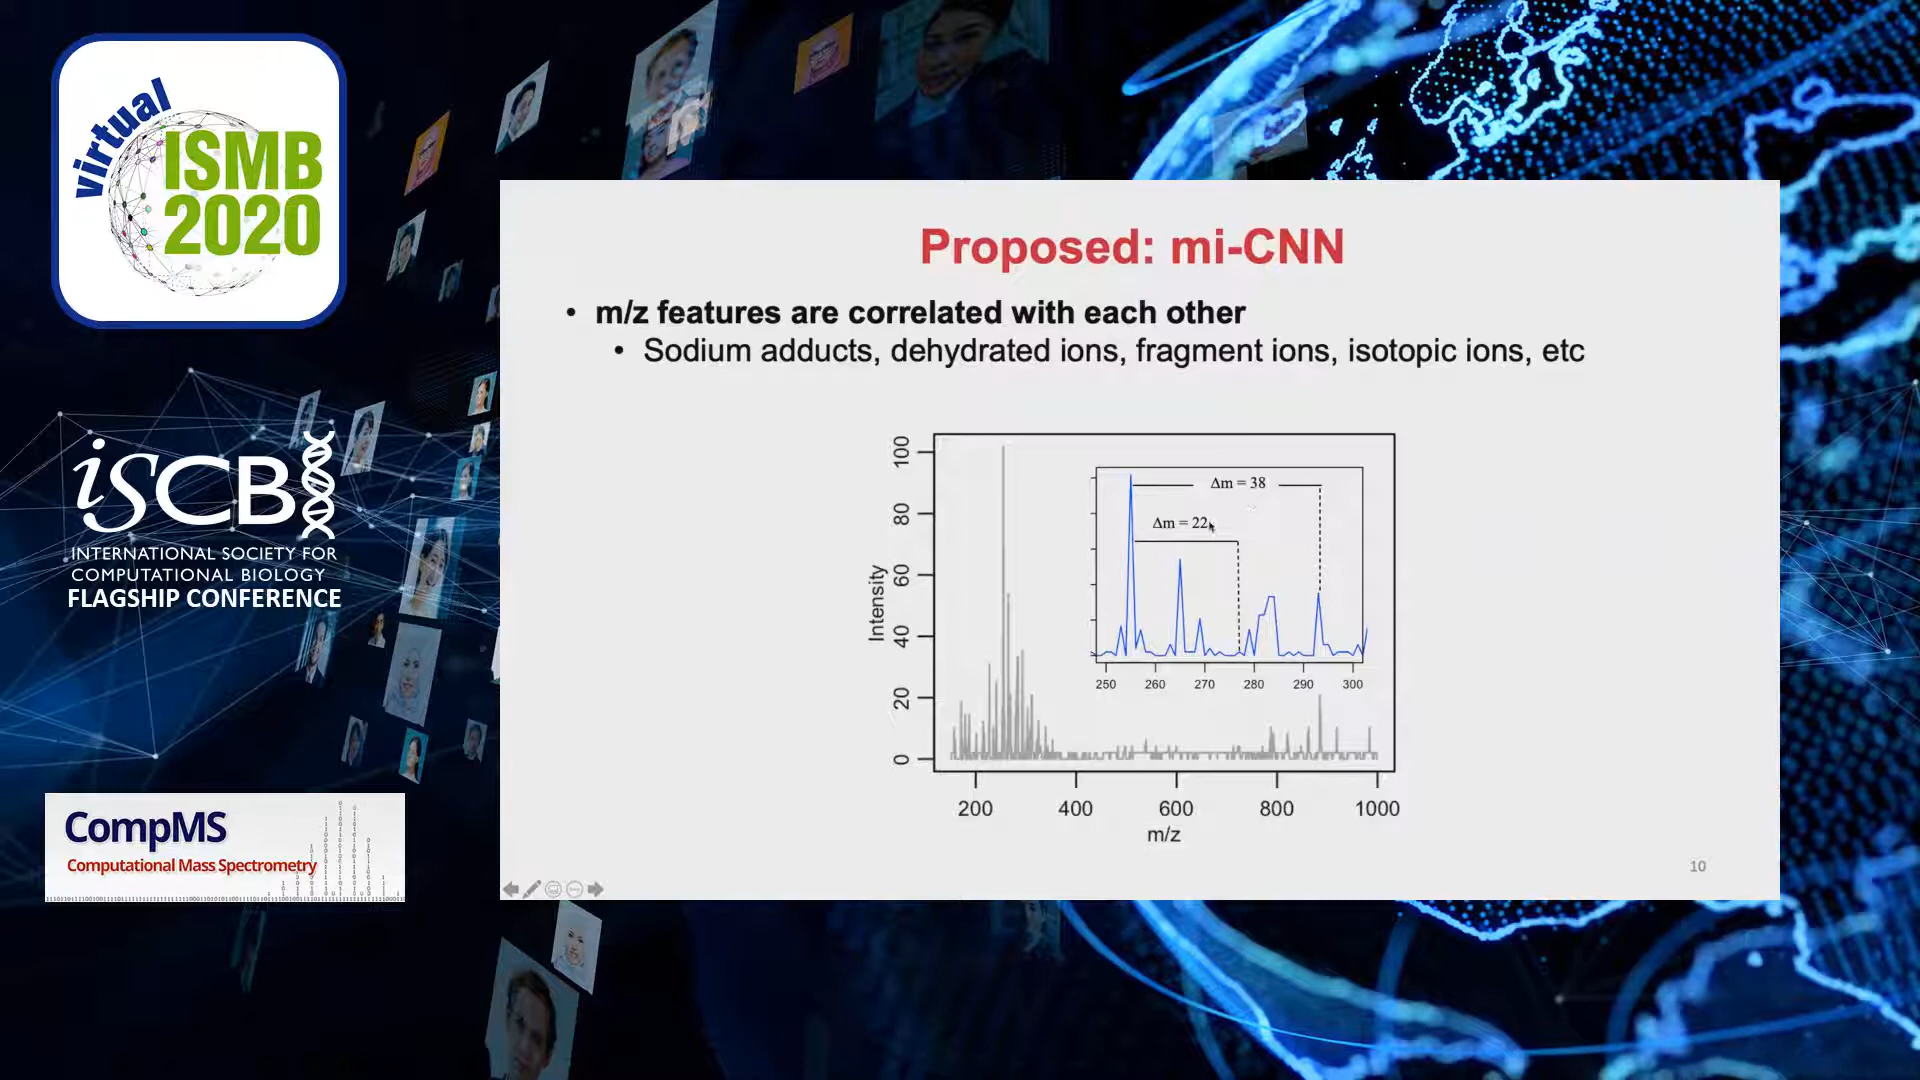 virtual
ISMB
2020
iSCB
INTERNATIONAL SOCIETY FOR
COMPUTATIONAL BIOLOGY
FLAGSHIP CONFERENCE
CompMS
Computational Mass Spectrometry
Proposed: mi-CNN
• m/z features are correlated with each other
• Sodium adducts, dehydrated ions, fragment ions, isotopic ions, etc
Intensity
100
80
60
40
20
0
Δm = 38
Δm = 22
250 260 270 280 290 300
200 400 600 800 1000
m/z
10